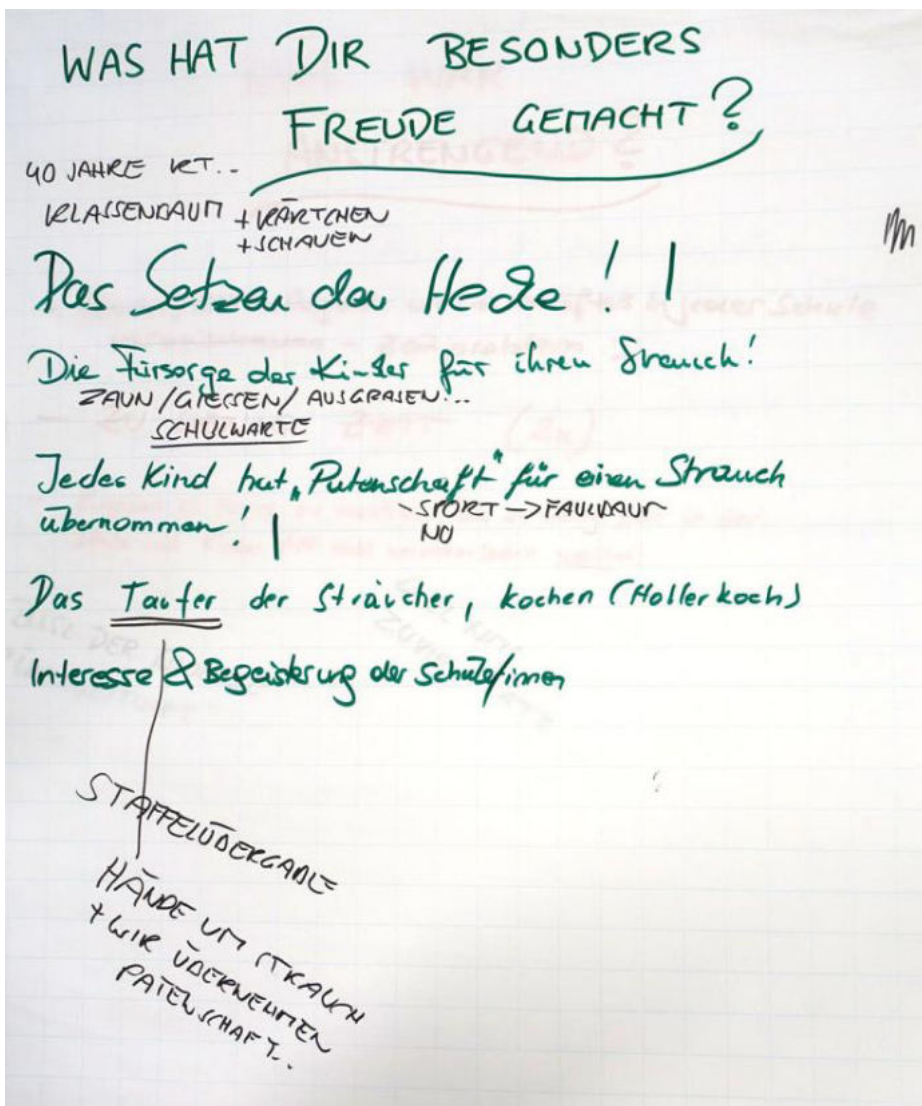 WAS HAT DIR BESONDERS
FREUDE GEMACHT?
40 JAHRE KT...
KLASSENBAUM + KÄRTCHEN
+ SCHAUEN
Das Setzen der Hecke! !
Die Fürsorge der Kinder für ihren Strauch!
ZAUN / GIESSEN / AUSGRASEN...
SCHULWARTE
Jedes Kind hat „Patenschaft" für einen Strauch
- SPORT -> FAULBAUM
übernommen! !
NÖ
Das Taufen der Sträucher, kochen (Hollerkoch)
Interesse & Begeisterung der Schüler/innen
STAFFELÜBERGABE
HÄNDE UM STRAUCH
+ WIR ÜBERNEHMEN
PATENSCHAFT...